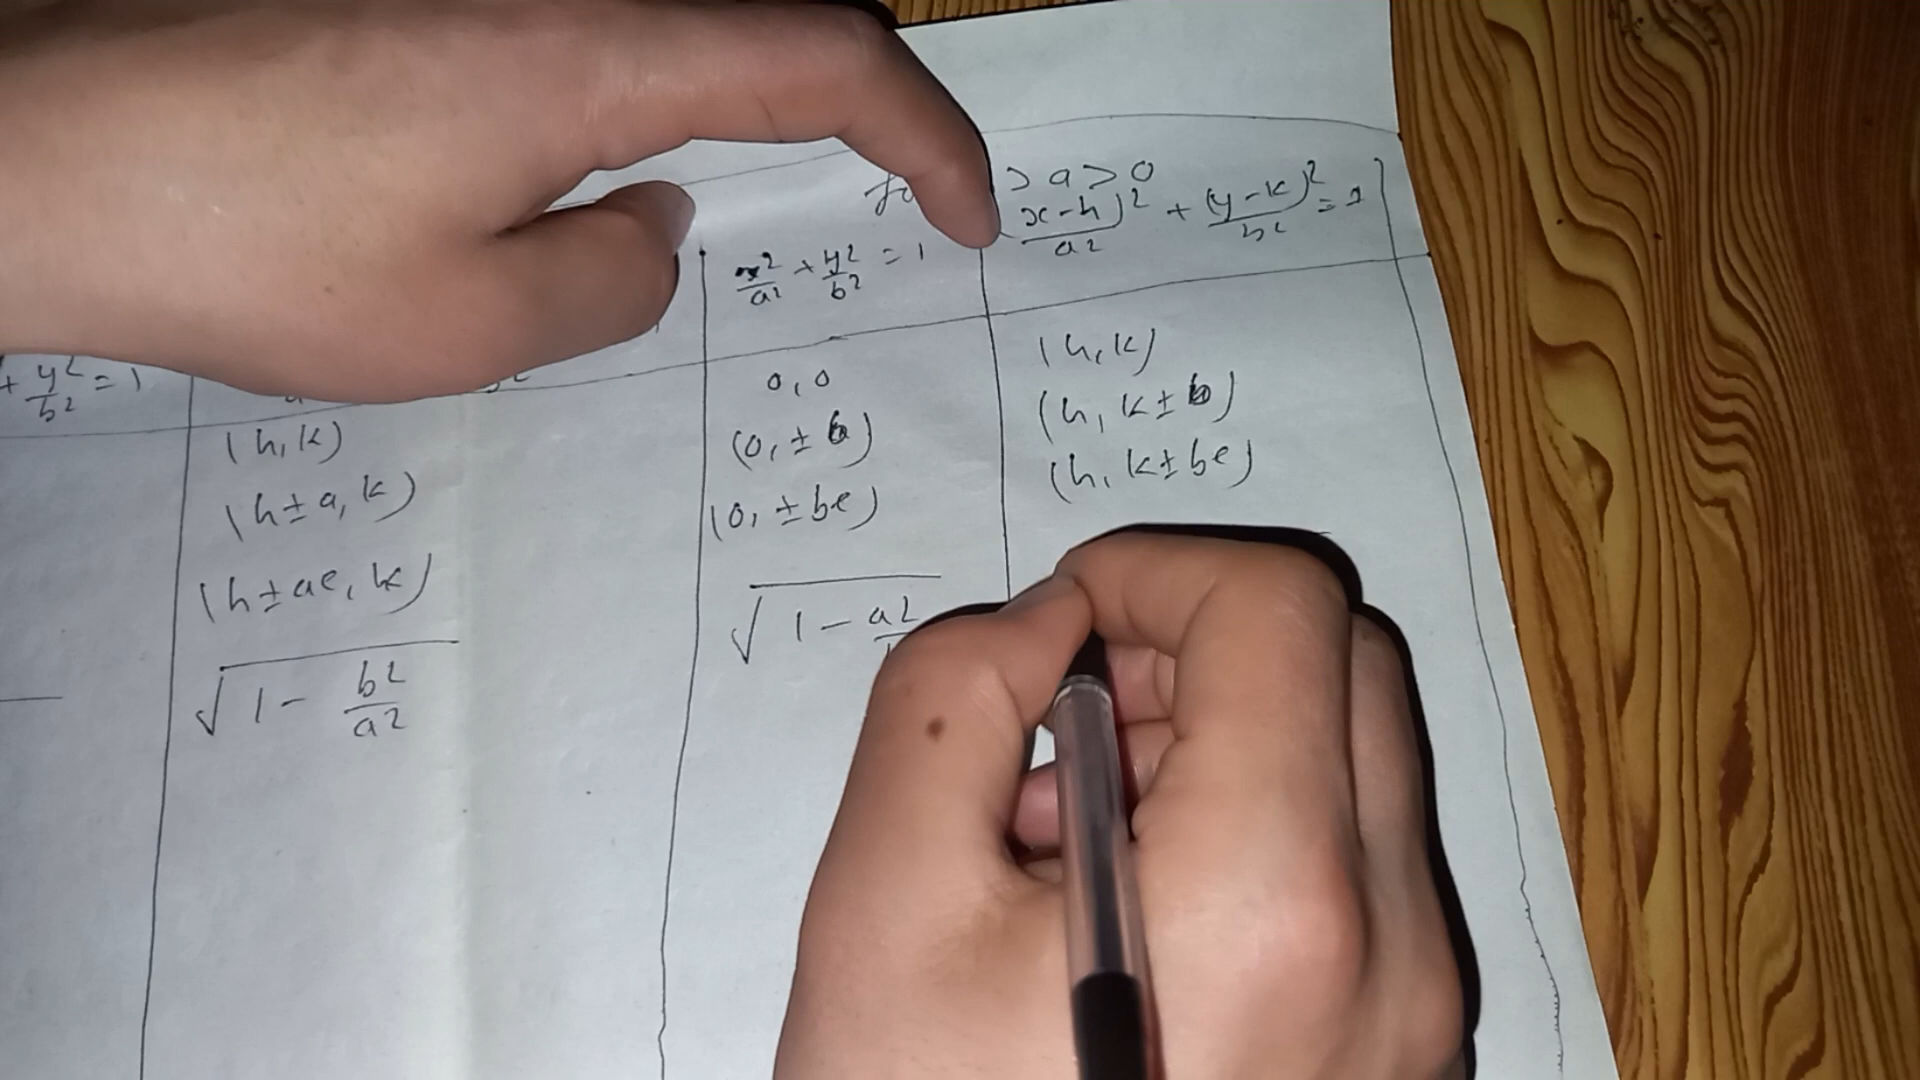 > a > 0
x²/a² + y²/b² = 1
(x-h)²/a² + (y-k)²/b² = 1
+ y²/b² = 1
(h, k)
(h ± a, k)
(h ± ae, k)
√1 - b²/a²
0, 0
(0, ± b)
(0, ± be)
√1 - a²
(h, k)
(h, k ± b)
(h, k ± be)